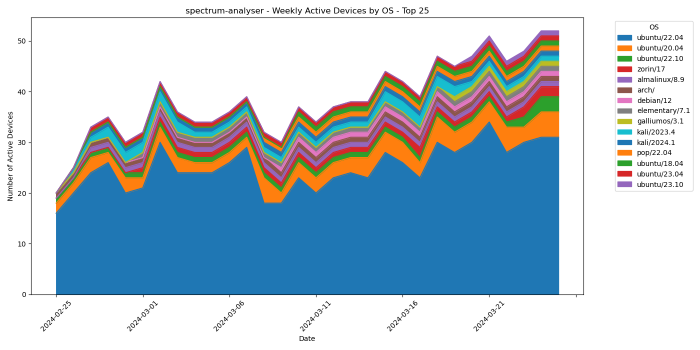 spectrum-analyser - Weekly Active Devices by OS - Top 25
OS
ubuntu/22.04
ubuntu/20.04
ubuntu/22.10
zorin/17
almalinux/8.9
arch/
debian/12
elementary/7.1
galliumos/3.1
kali/2023.4
kali/2024.1
pop/22.04
ubuntu/18.04
ubuntu/23.04
ubuntu/23.10
Number of Active Devices
50
40
30
20
10
0
2024-02-25
2024-03-01
2024-03-06
2024-03-11
2024-03-16
2024-03-21
Date